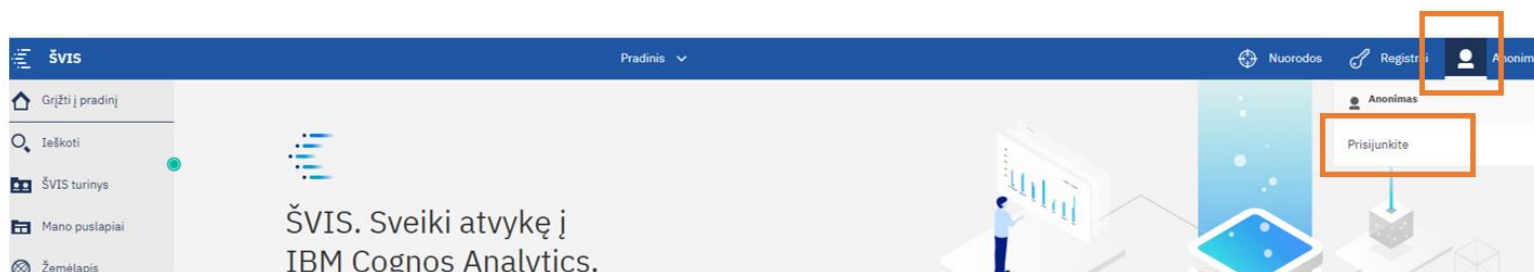 ŠVIS
Pradinis
Nuorodos
Registrai
Anonim
Grįžti į pradinį
Ieškoti
ŠVIS turinys
Mano puslapiai
Žemėlapis
Anonimas
Prisijunkite
ŠVIS. Sveiki atvykę į
IBM Cognos Analytics.